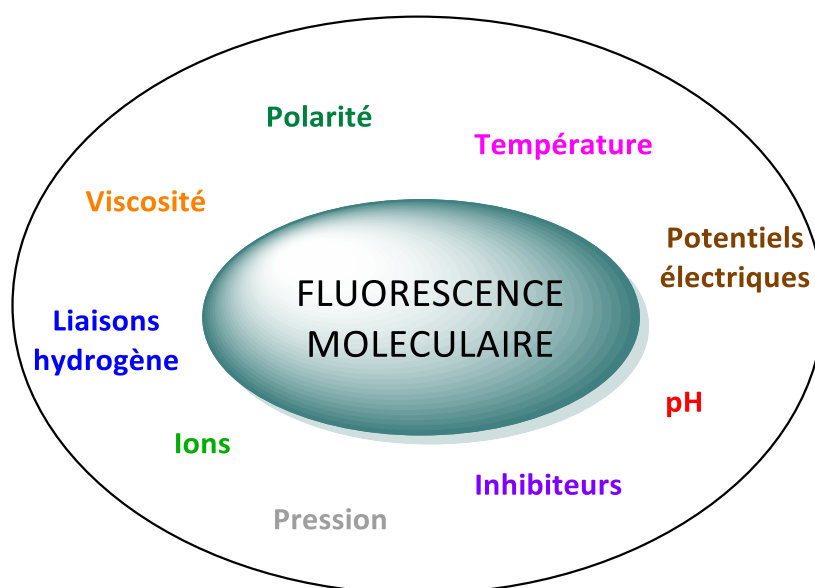 Polarité
Température
Viscosité
Potentiels
électriques
FLUORESCENCE
MOLECULAIRE
Liaisons
hydrogène
pH
Ions
Inhibiteurs
Pression